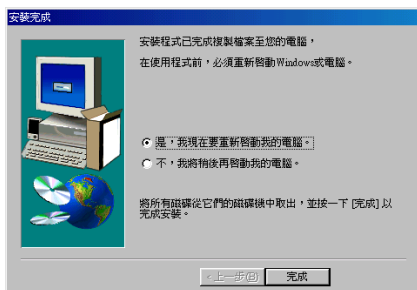 安裝完成
安裝程式已完成複製檔案至您的電腦，
在使用程式前，必須重新啓動Windows或電腦。
是，我現在要重新啓動我的電腦。
不，我將稍後再啓動我的電腦。
將所有磁碟從它們的磁碟機中取出，並按一下 [完成] 以
完成安裝。
<上一步(B)
完成